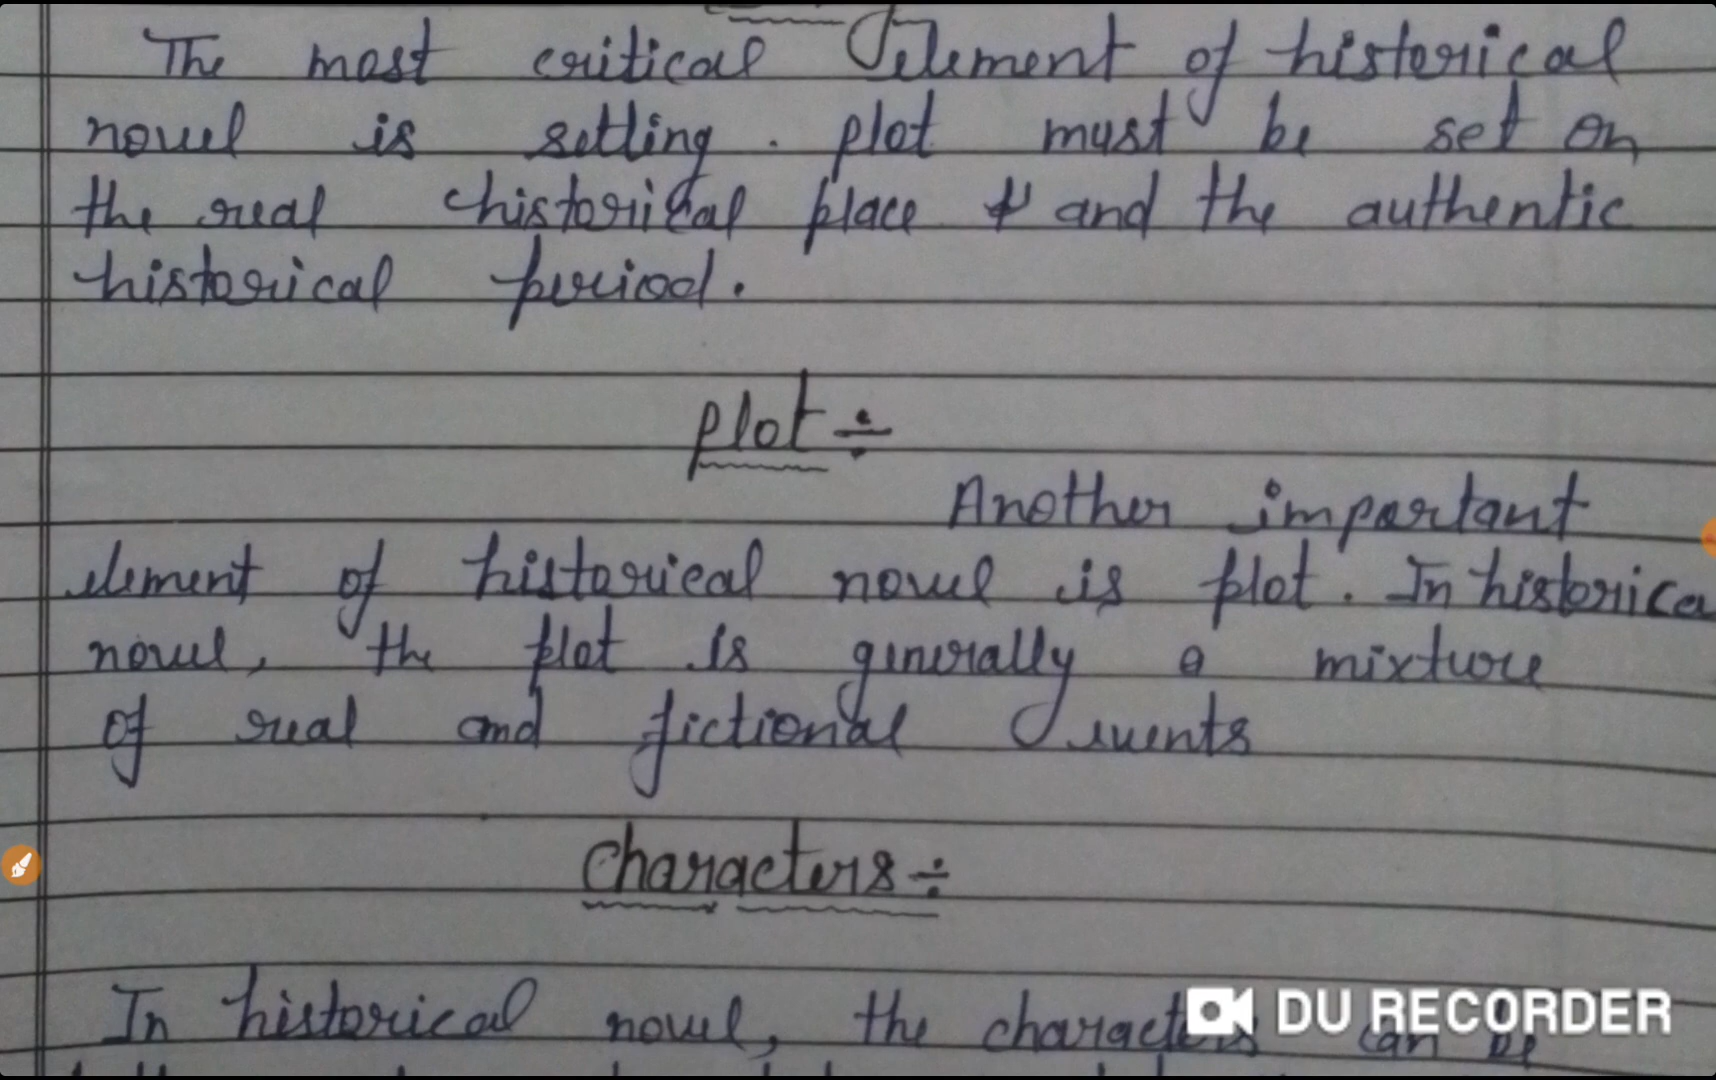 The most critical element of historical
novel is setting. plot must be set on
the real historical place and the authentic
historical period.
plot ÷
Another important
element of historical novel is plot. In historica
novel, the plot is generally a mixture
of real and fictional events
characters ÷
In historical novel, the characters can be
DU RECORDER